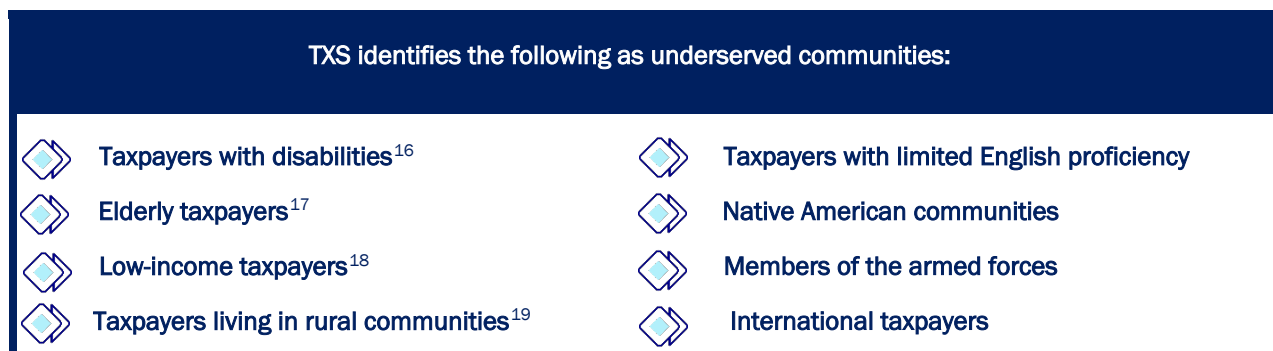 TXS identifies the following as underserved communities:
Taxpayers with disabilities16
Elderly taxpayers17
Low-income taxpayers18
Taxpayers living in rural communities19
Taxpayers with limited English proficiency
Native American communities
Members of the armed forces
International taxpayers